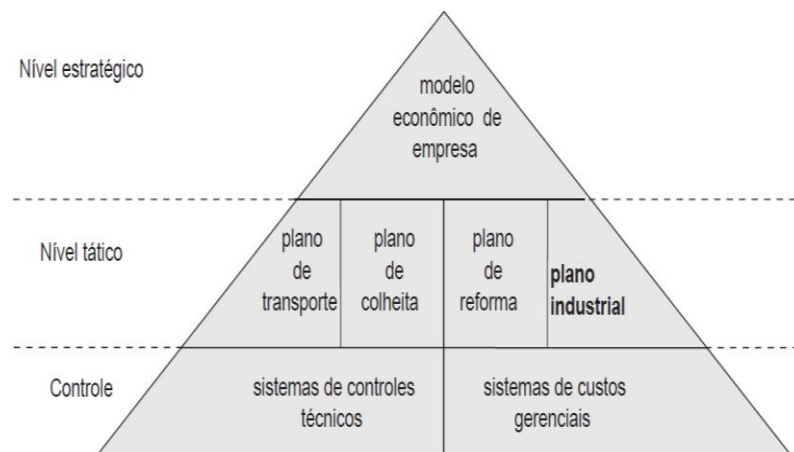 Nível estratégico
modelo
econômico de
empresa
Nível tático
plano
de
transporte
plano
de
colheita
plano
de
reforma
plano
industrial
Controle
sistemas de controles
técnicos
sistemas de custos
gerenciais